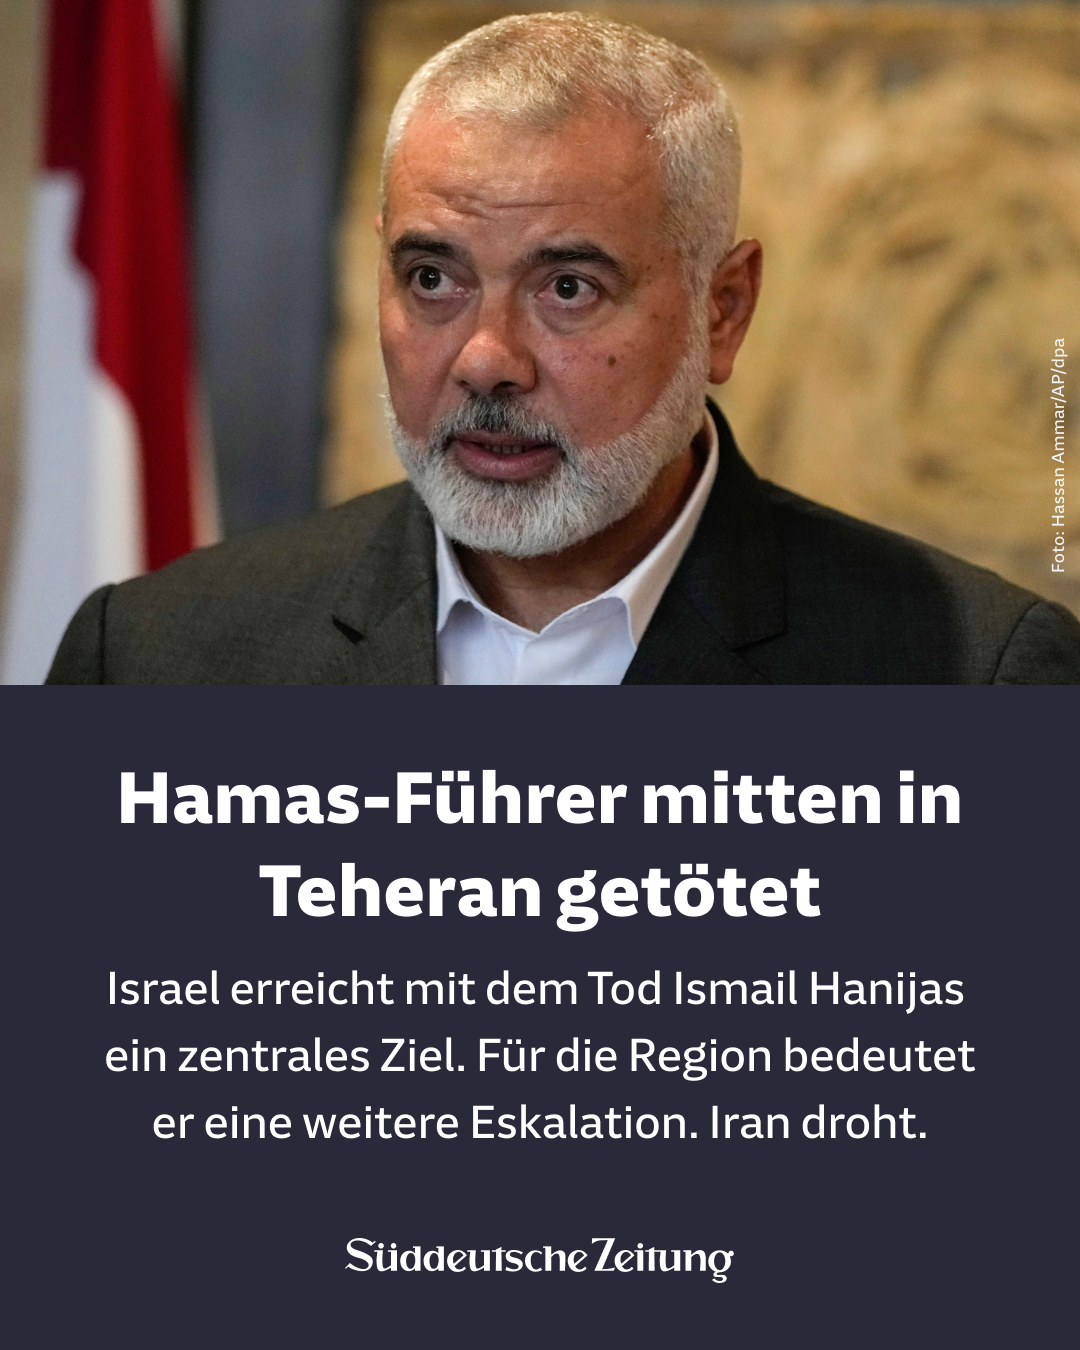 Foto: Hassan Ammar/AP/dpa
Hamas-Führer mitten in
Teheran getötet
Israel erreicht mit dem Tod Ismail Hanijas
ein zentrales Ziel. Für die Region bedeutet
er eine weitere Eskalation. Iran droht.
Süddeutsche Zeitung